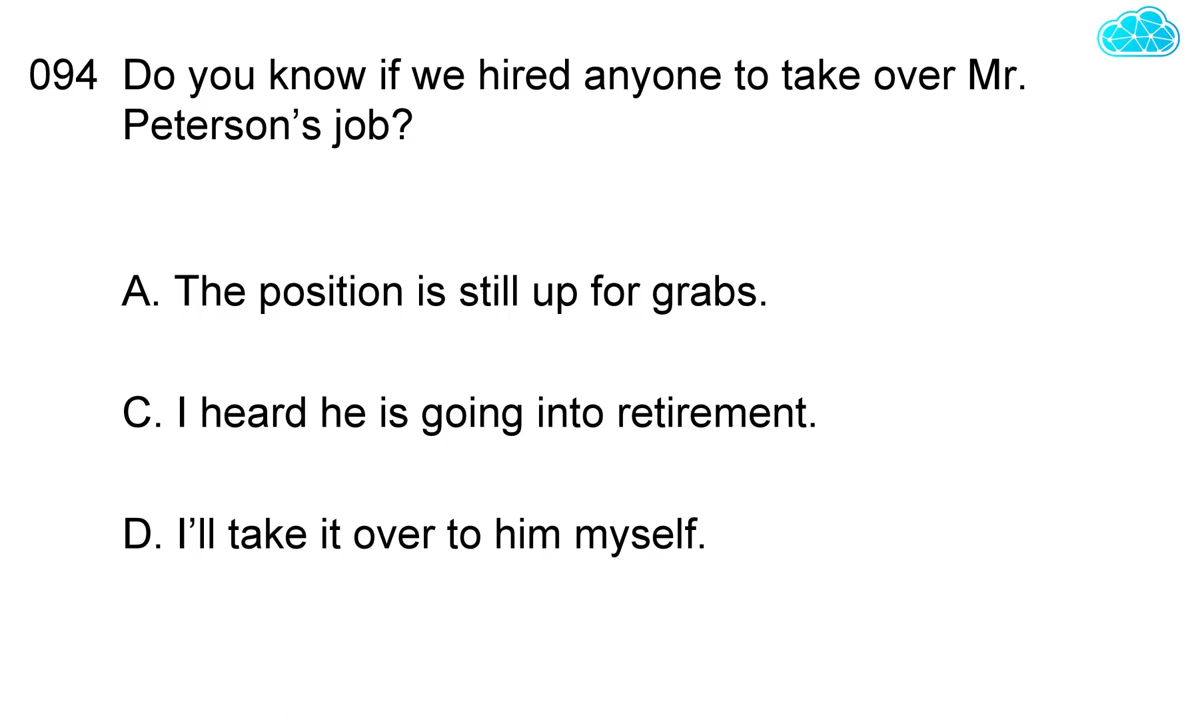 094 Do you know if we hired anyone to take over Mr.
Peterson’s job?
A. The position is still up for grabs.
C. I heard he is going into retirement.
D. I’ll take it over to him myself.